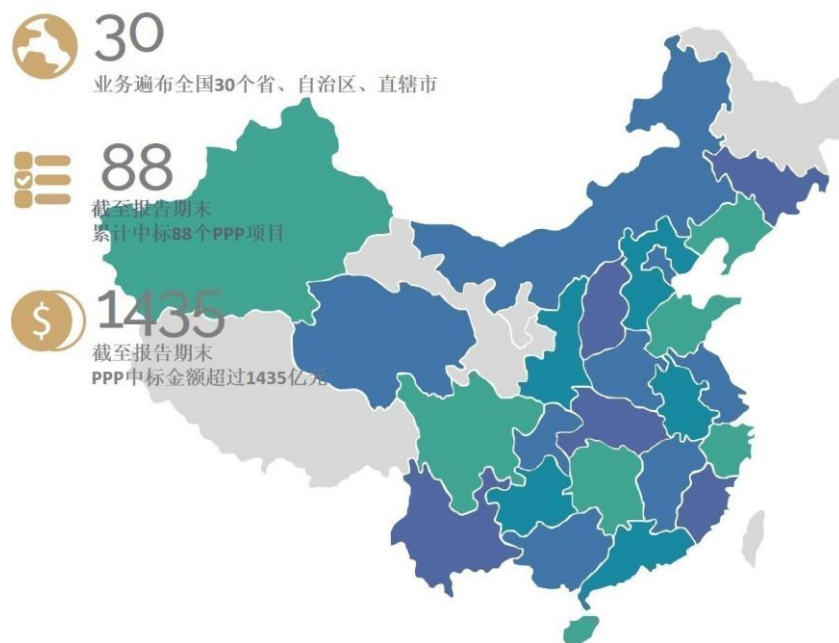 30
业务遍布全国30个省、自治区、直辖市
88
截至报告期末
累计中标88个PPP项目
$
1435
截至报告期末
PPP中标金额超过1435亿元